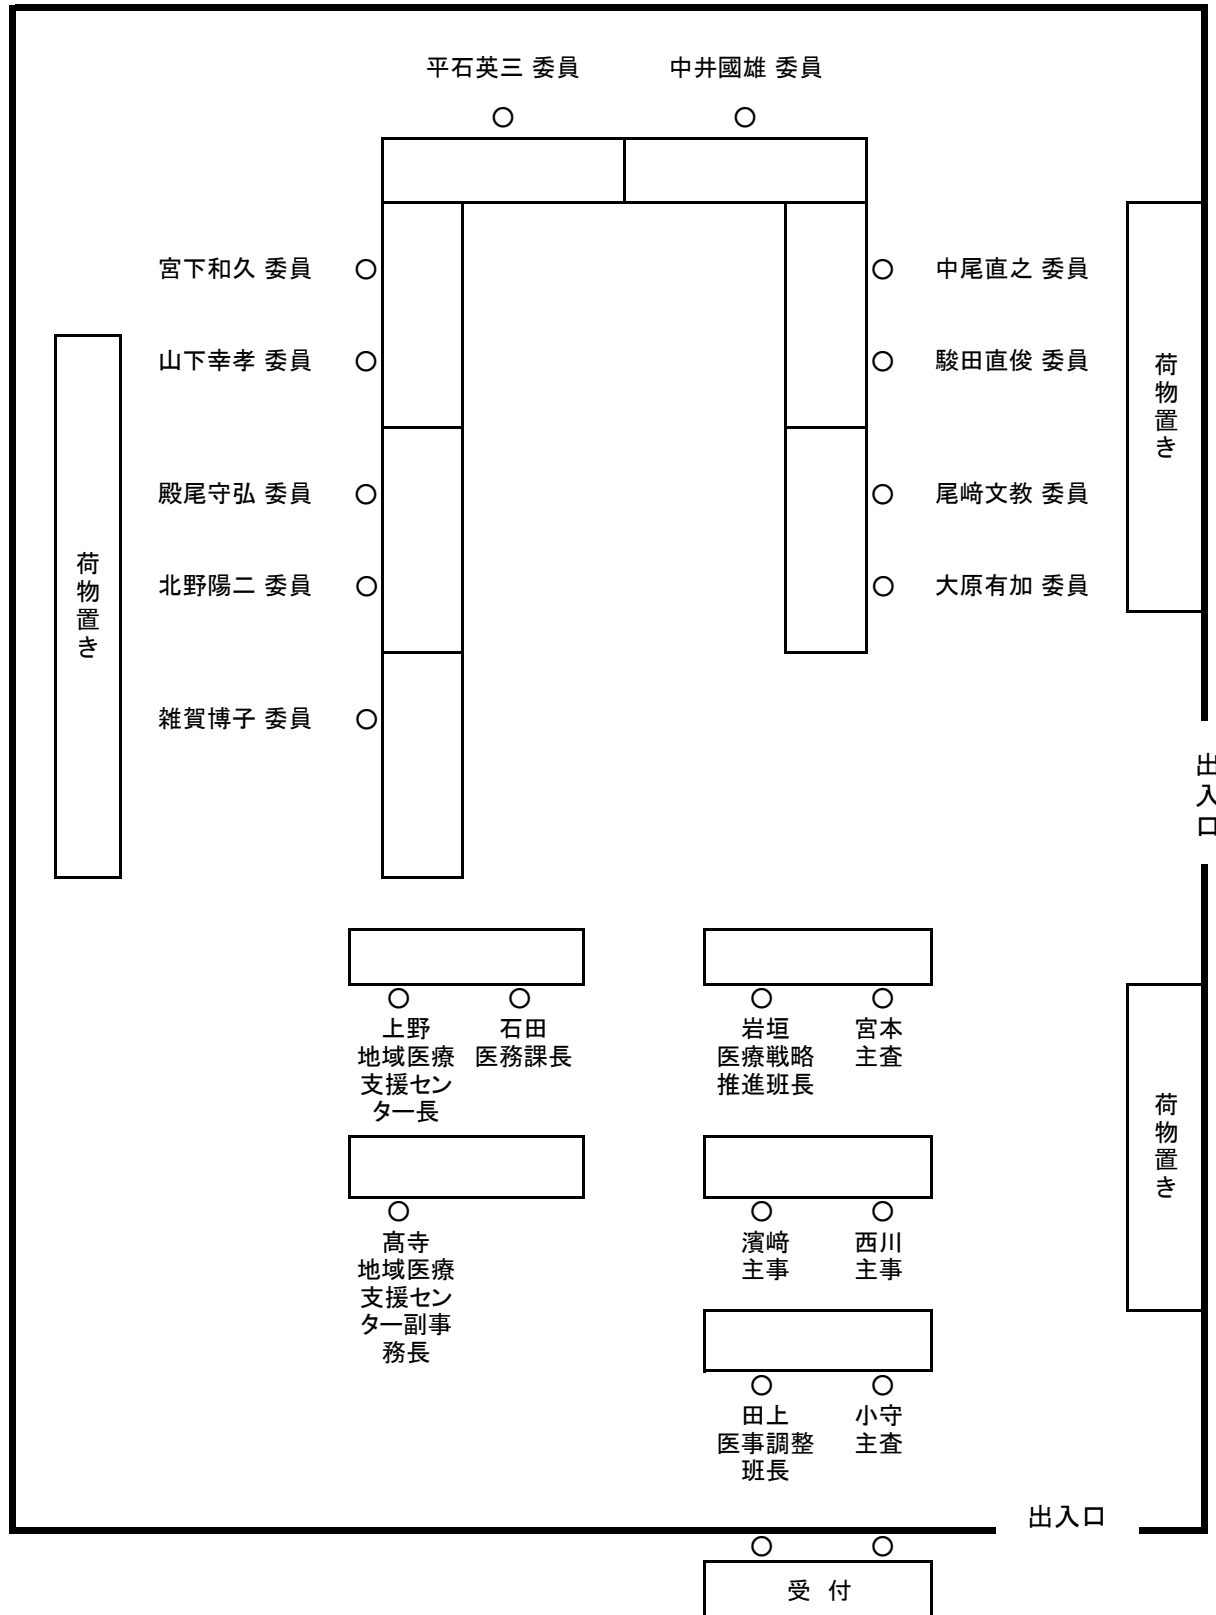 平石英三 委員
中井國雄 委員
宮下和久 委員
中尾直之 委員
山下幸孝 委員
駿田直俊 委員
荷物置き
殿尾守弘 委員
尾﨑文教 委員
荷物置き
北野陽二 委員
大原有加 委員
雑賀博子 委員
出入口
上野
地域医療
支援セン
ター長
石田
医務課長
岩垣
医療戦略
推進班長
宮本
主査
荷物置き
髙寺
地域医療
支援セン
ター副事
務長
濱﨑
主事
西川
主事
田上
医事調整
班長
小守
主査
出入口
受 付